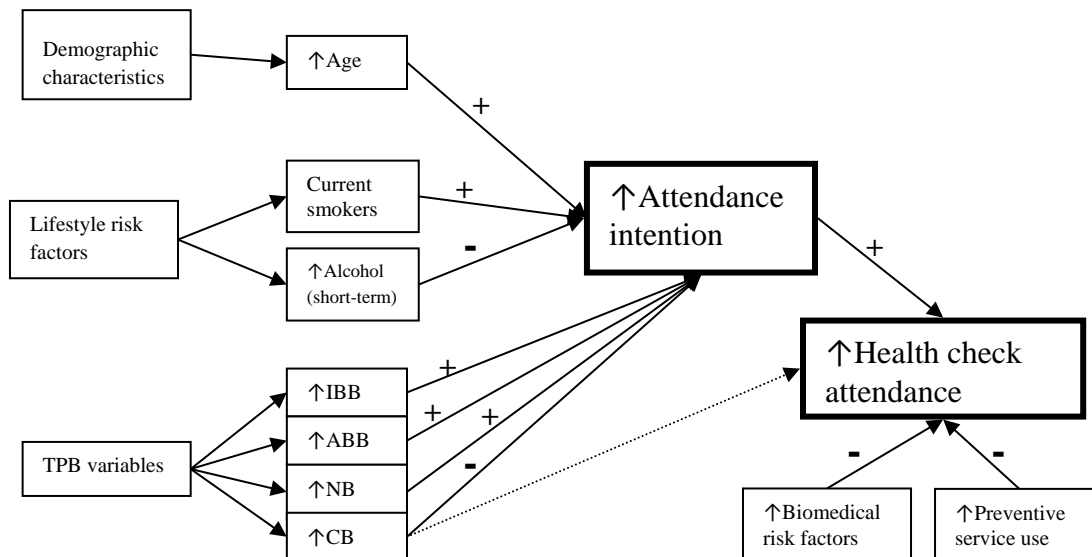 Demographic
characteristics
↑Age
+
Lifestyle risk
factors
Current
smokers
+
↑Alcohol
(short-term)
-
↑Attendance
intention
+
TPB variables
↑IBB
+
↑ABB
+
↑NB
+
↑CB
-
↑Health check
attendance
-
-
↑Biomedical
risk factors
↑Preventive
service use